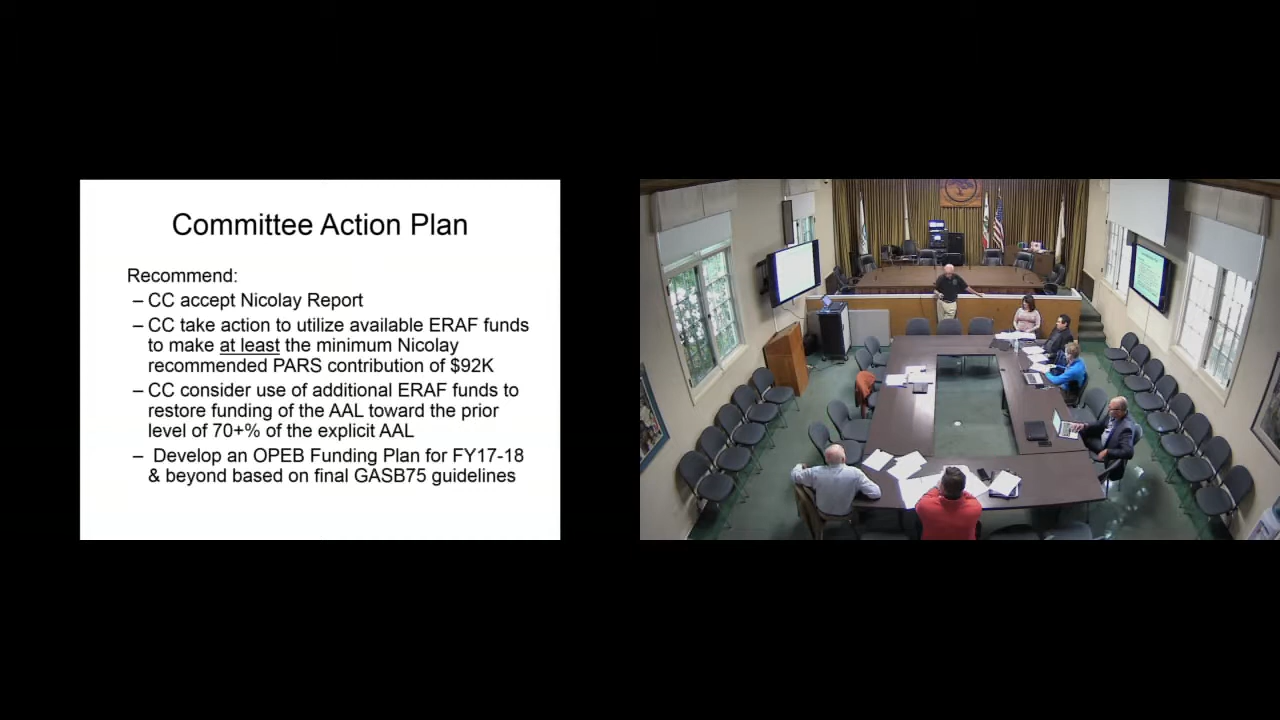 Committee Action Plan
Recommend:
– CC accept Nicolay Report
– CC take action to utilize available ERAF funds
to make at least the minimum Nicolay
recommended PARS contribution of $92K
– CC consider use of additional ERAF funds to
restore funding of the AAL toward the prior
level of 70+% of the explicit AAL
– Develop an OPEB Funding Plan for FY17-18
& beyond based on final GASB75 guidelines